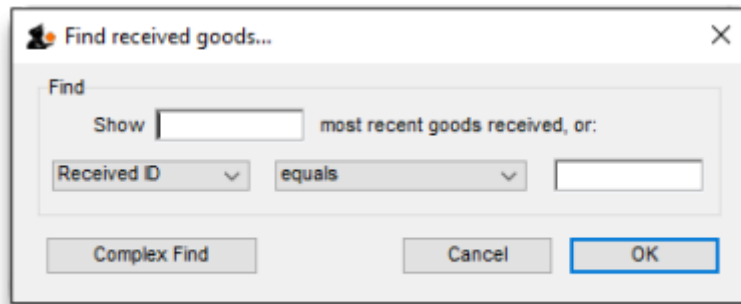 Find received goods...
Find
Show most recent goods received, or:
Received ID equals
Complex Find Cancel OK